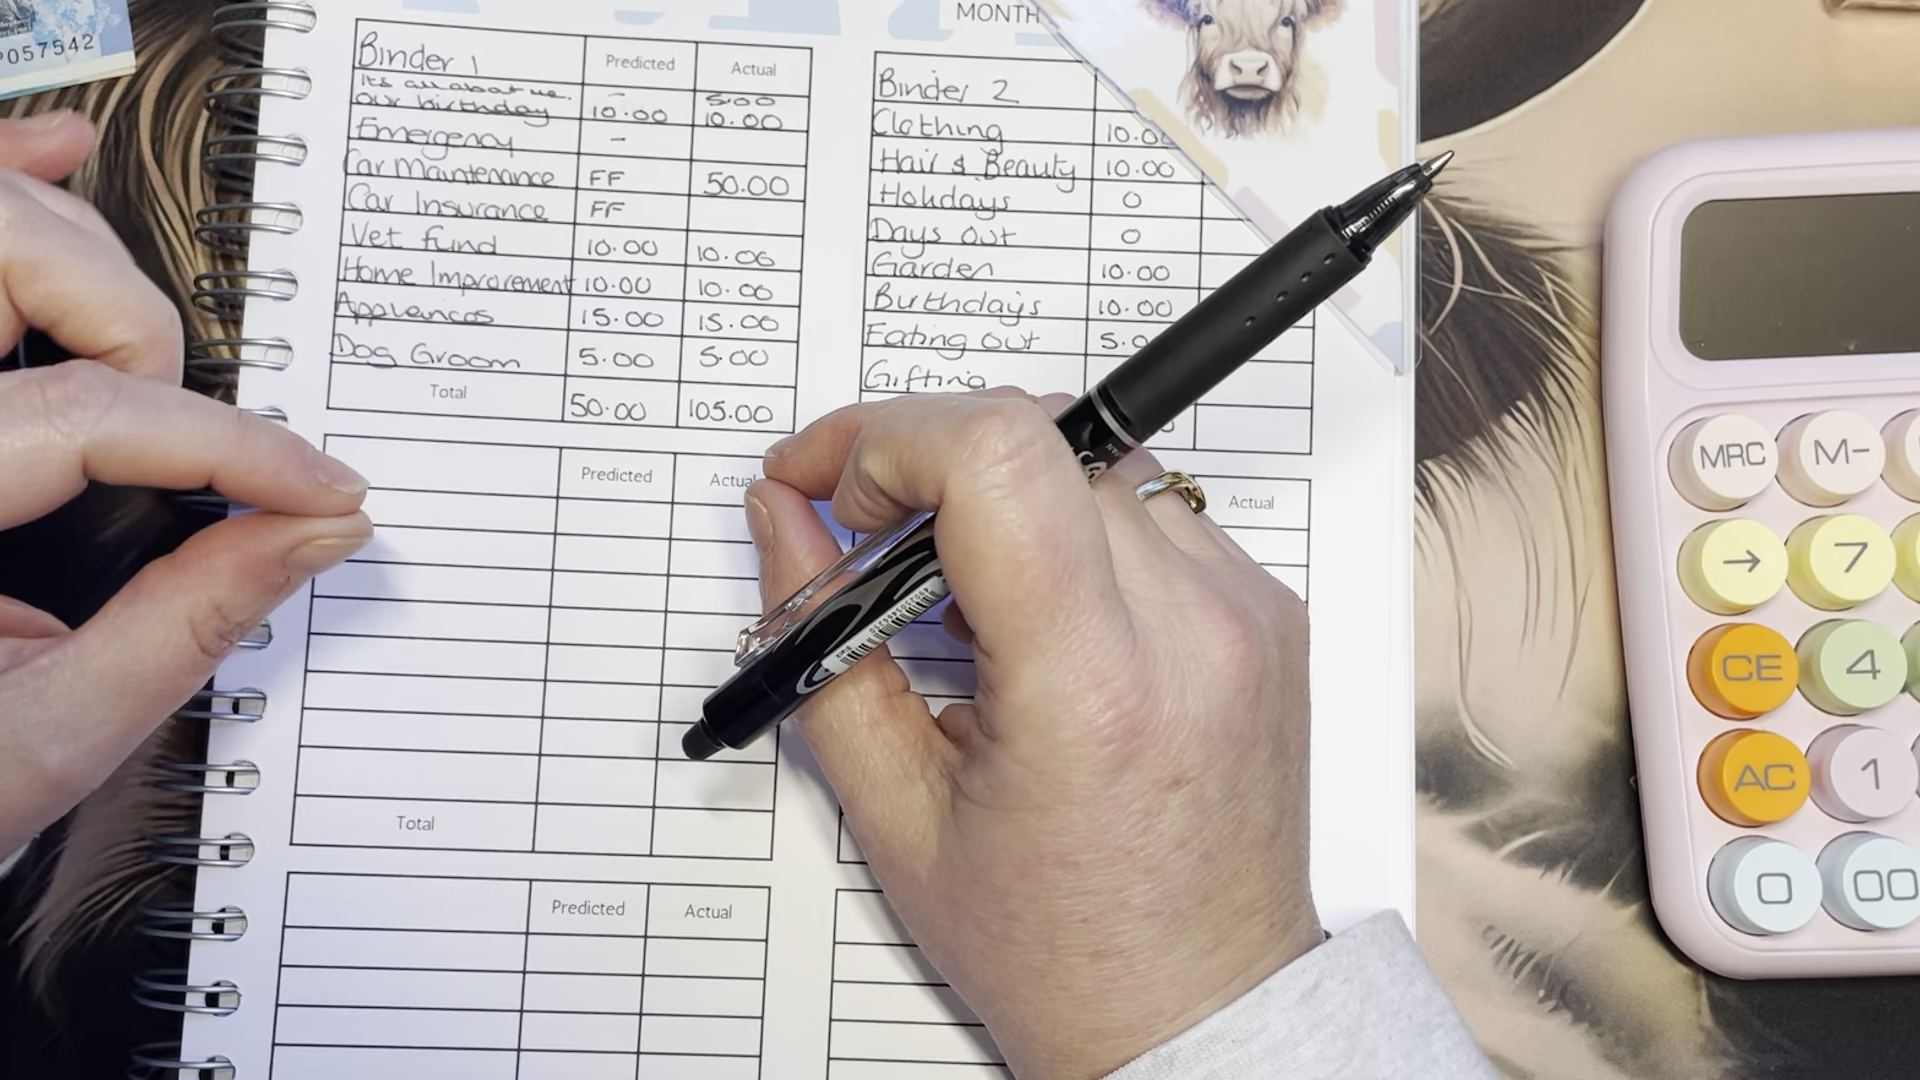 P057542
MONTH
Binder 1 Predicted Actual
Its all about us. - 5.00
Our birthday 10.00 10.00
Emergency -
Car Maintenance FF 50.00
Car Insurance FF
Vet fund 10.00 10.00
Home Improvement 10.00 10.00
Appliances 15.00 15.00
Dog Groom 5.00 5.00
Total 50.00 105.00
Binder 2
Clothing 10.00
Hair & Beauty 10.00
Holidays 0
Days Out 0
Garden 10.00
Birthdays 10.00
Eating Out 5.0
Gifting
Predicted Actual
Total
Actual
Predicted Actual
MRC M-
→ 7
CE 4
AC 1
0 00